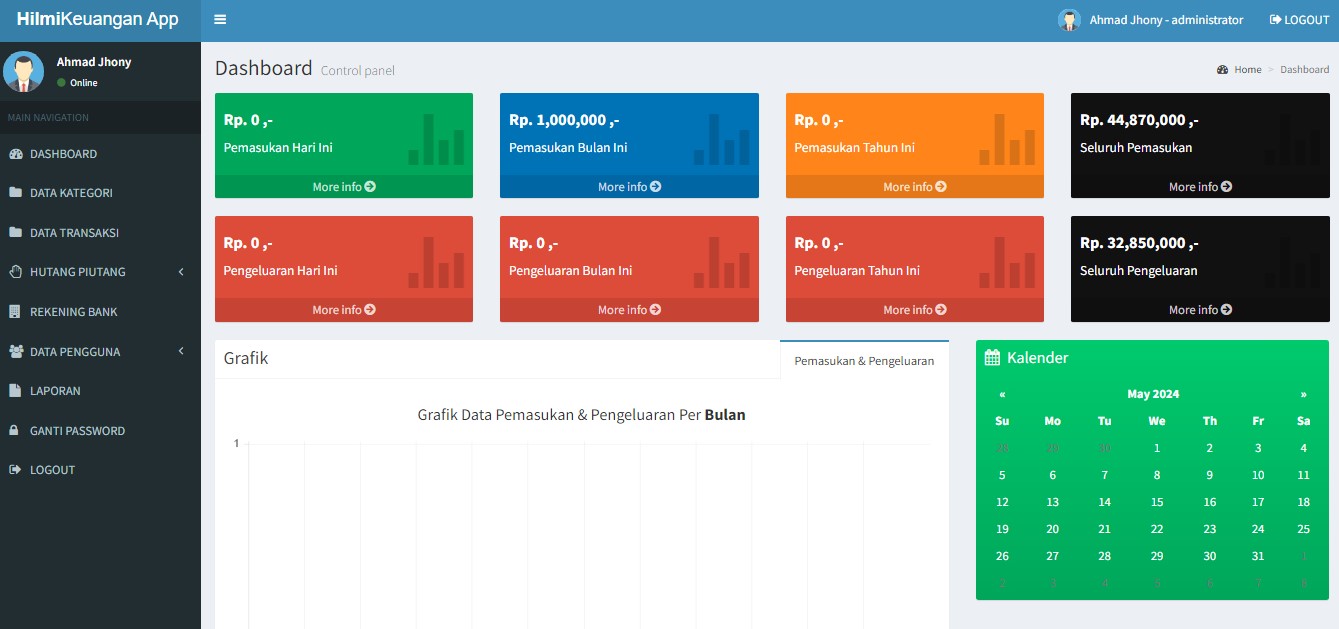 HilmiKeuangan App
Ahmad Jhony - administrator
LOGOUT
Ahmad Jhony
Online
MAIN NAVIGATION
DASHBOARD
DATA KATEGORI
DATA TRANSAKSI
HUTANG PIUTANG
REKENING BANK
DATA PENGGUNA
LAPORAN
GANTI PASSWORD
LOGOUT
Dashboard Control panel
Home > Dashboard
Rp. 0 ,-
Pemasukan Hari Ini
More info
Rp. 1,000,000 ,-
Pemasukan Bulan Ini
More info
Rp. 0 ,-
Pemasukan Tahun Ini
More info
Rp. 44,870,000 ,-
Seluruh Pemasukan
More info
Rp. 0 ,-
Pengeluaran Hari Ini
More info
Rp. 0 ,-
Pengeluaran Bulan Ini
More info
Rp. 0 ,-
Pengeluaran Tahun Ini
More info
Rp. 32,850,000 ,-
Seluruh Pengeluaran
More info
Grafik
Pemasukan & Pengeluaran
Grafik Data Pemasukan & Pengeluaran Per Bulan
1
Kalender
« May 2024 »
Su Mo Tu We Th Fr Sa
28 29 30 1 2 3 4
5 6 7 8 9 10 11
12 13 14 15 16 17 18
19 20 21 22 23 24 25
26 27 28 29 30 31 1
2 3 4 5 6 7 8